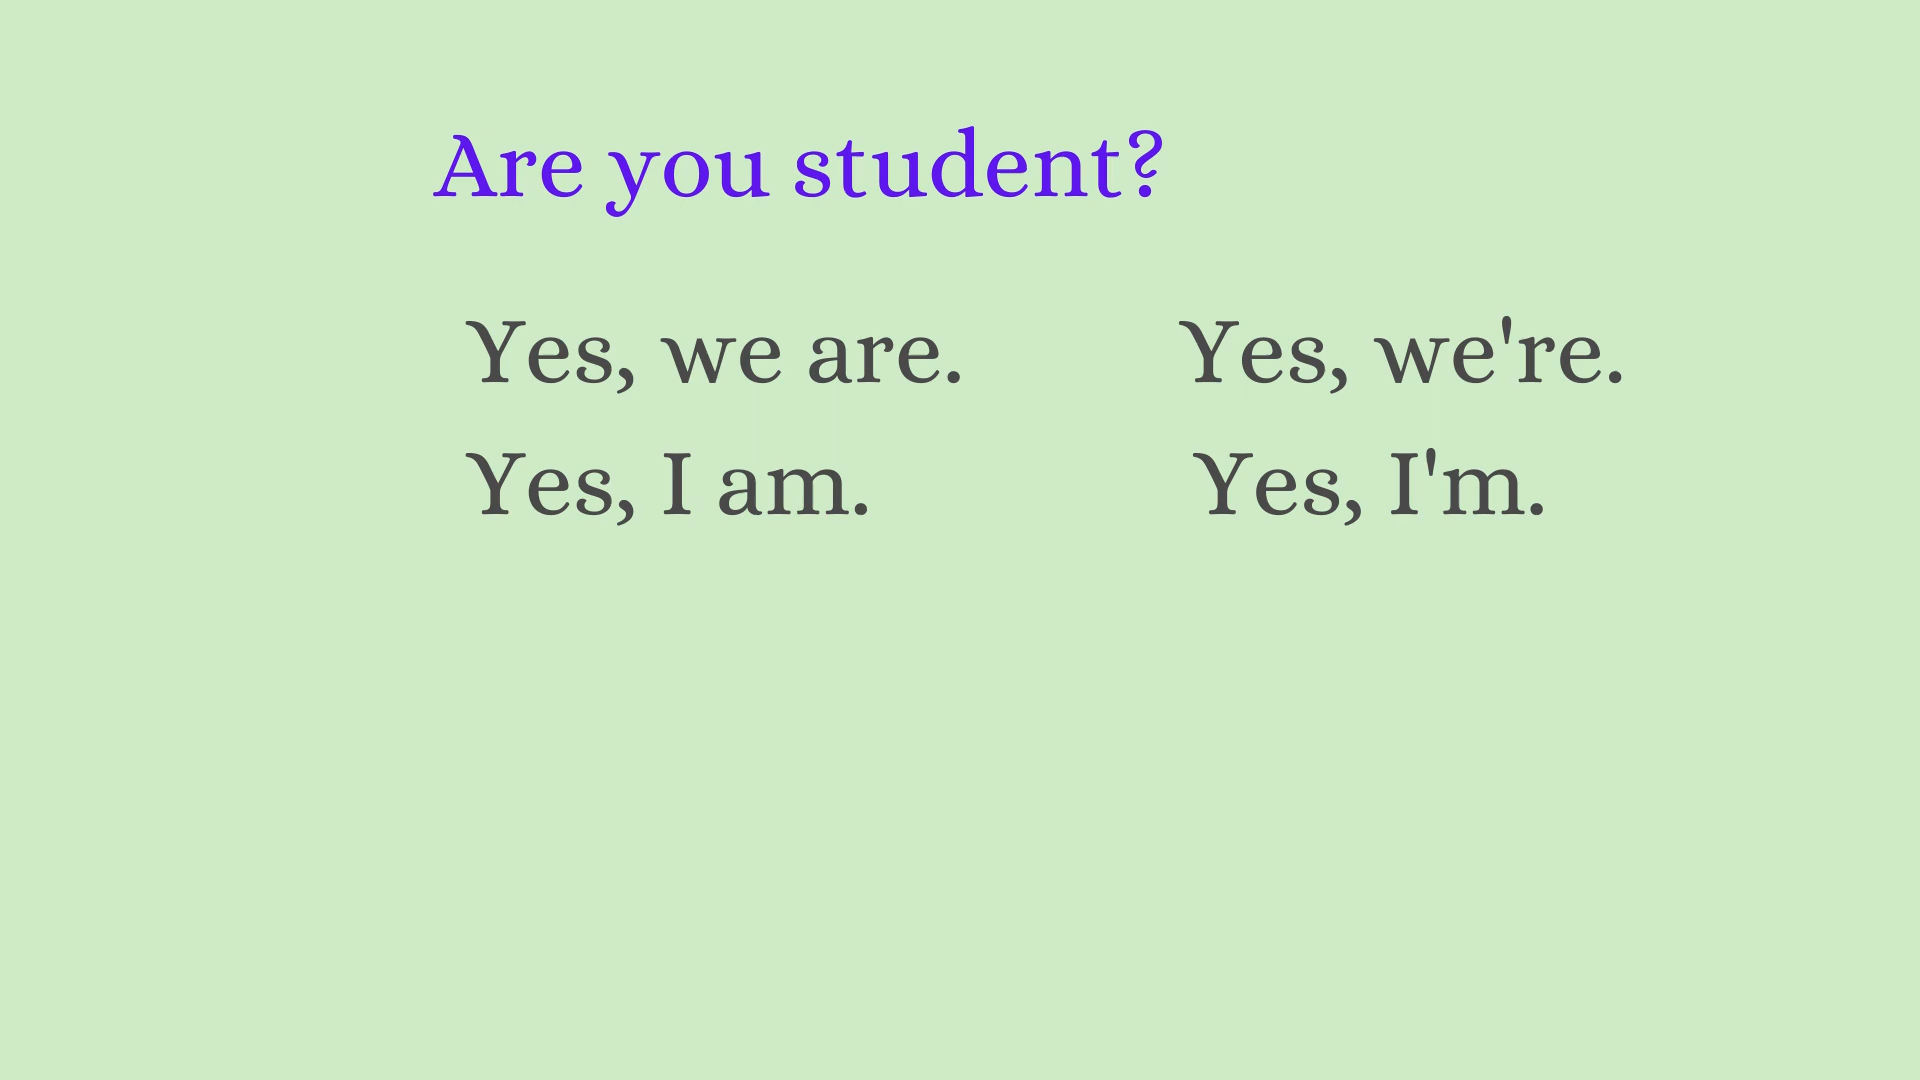 Are you student?
Yes, we are. Yes, we're.
Yes, I am. Yes, I'm.